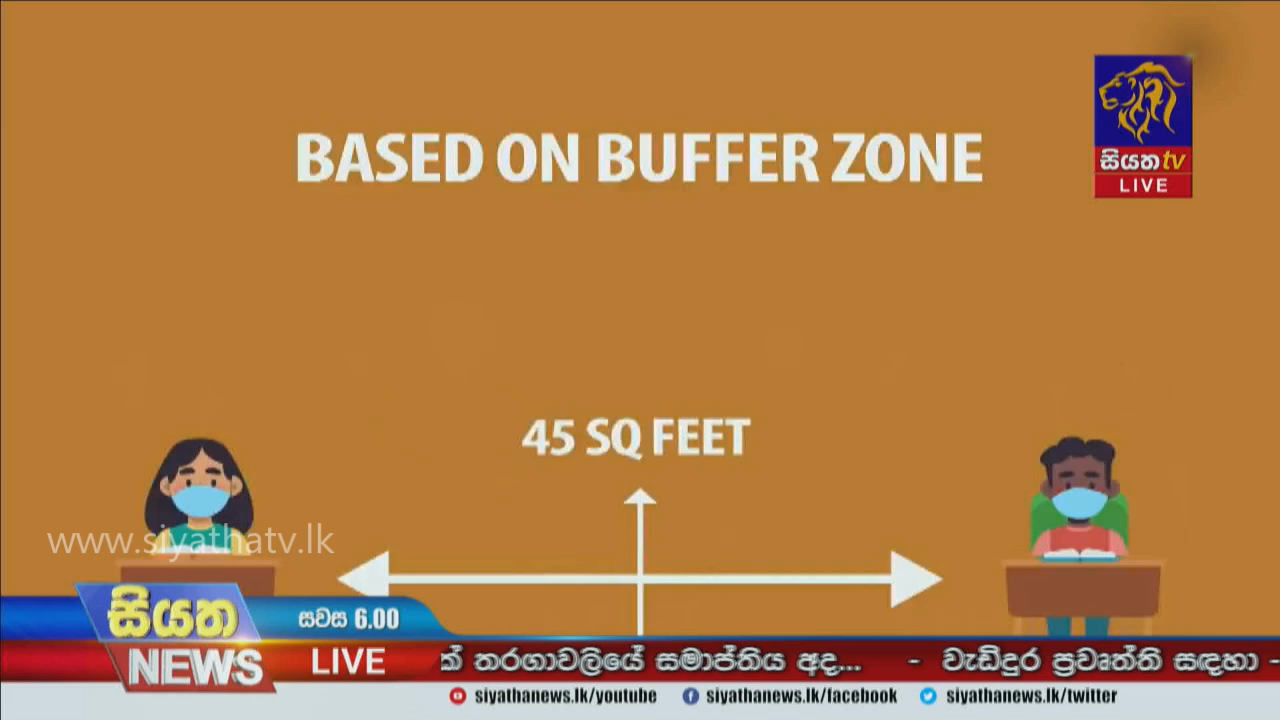 BASED ON BUFFER ZONE
සියත tv
LIVE
45 SQ FEET
www.siyathatv.lk
සියත
සවස 6.00
NEWS
LIVE
ක් තරගාවලියේ සමාප්තිය අද... - වැඩිදුර ප්‍රවෘත්ති සඳහා -
siyathanews.lk/youtube
siyathanews.lk/facebook
siyathanews.lk/twitter